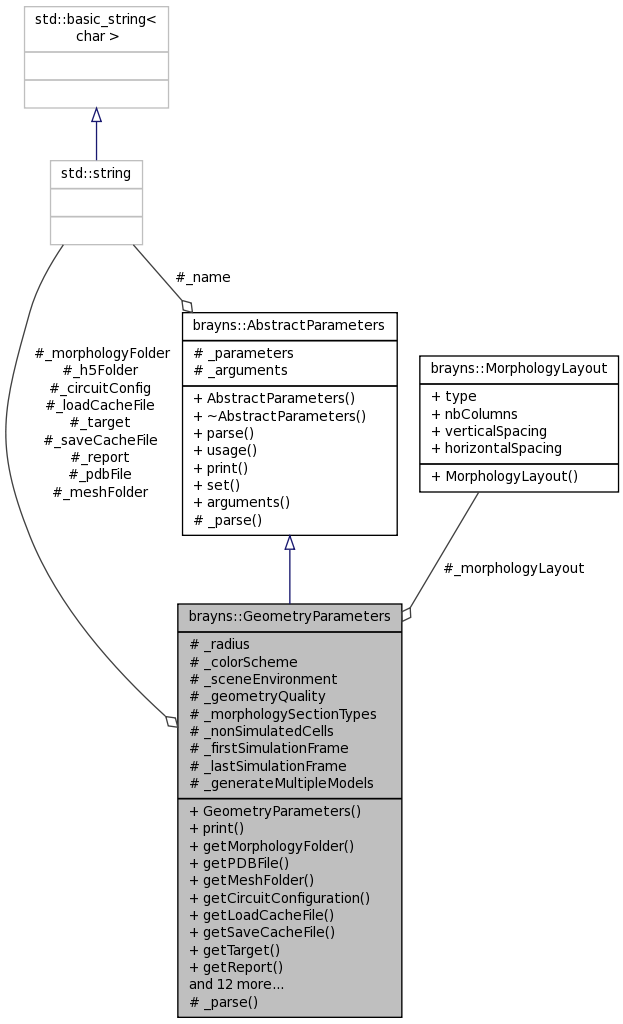 std::basic_string<
char >
std::string
#_name
#_morphologyFolder
#_h5Folder
#_circuitConfig
#_loadCacheFile
#_target
#_saveCacheFile
#_report
#_pdbFile
#_meshFolder
brayns::AbstractParameters
# _parameters
# _arguments
+ AbstractParameters()
+ ~AbstractParameters()
+ parse()
+ usage()
+ print()
+ set()
+ arguments()
# _parse()
brayns::MorphologyLayout
+ type
+ nbColumns
+ verticalSpacing
+ horizontalSpacing
+ MorphologyLayout()
#_morphologyLayout
brayns::GeometryParameters
# _radius
# _colorScheme
# _sceneEnvironment
# _geometryQuality
# _morphologySectionTypes
# _nonSimulatedCells
# _firstSimulationFrame
# _lastSimulationFrame
# _generateMultipleModels
+ GeometryParameters()
+ print()
+ getMorphologyFolder()
+ getPDBFile()
+ getMeshFolder()
+ getCircuitConfiguration()
+ getLoadCacheFile()
+ getSaveCacheFile()
+ getTarget()
+ getReport()
and 12 more...
# _parse()